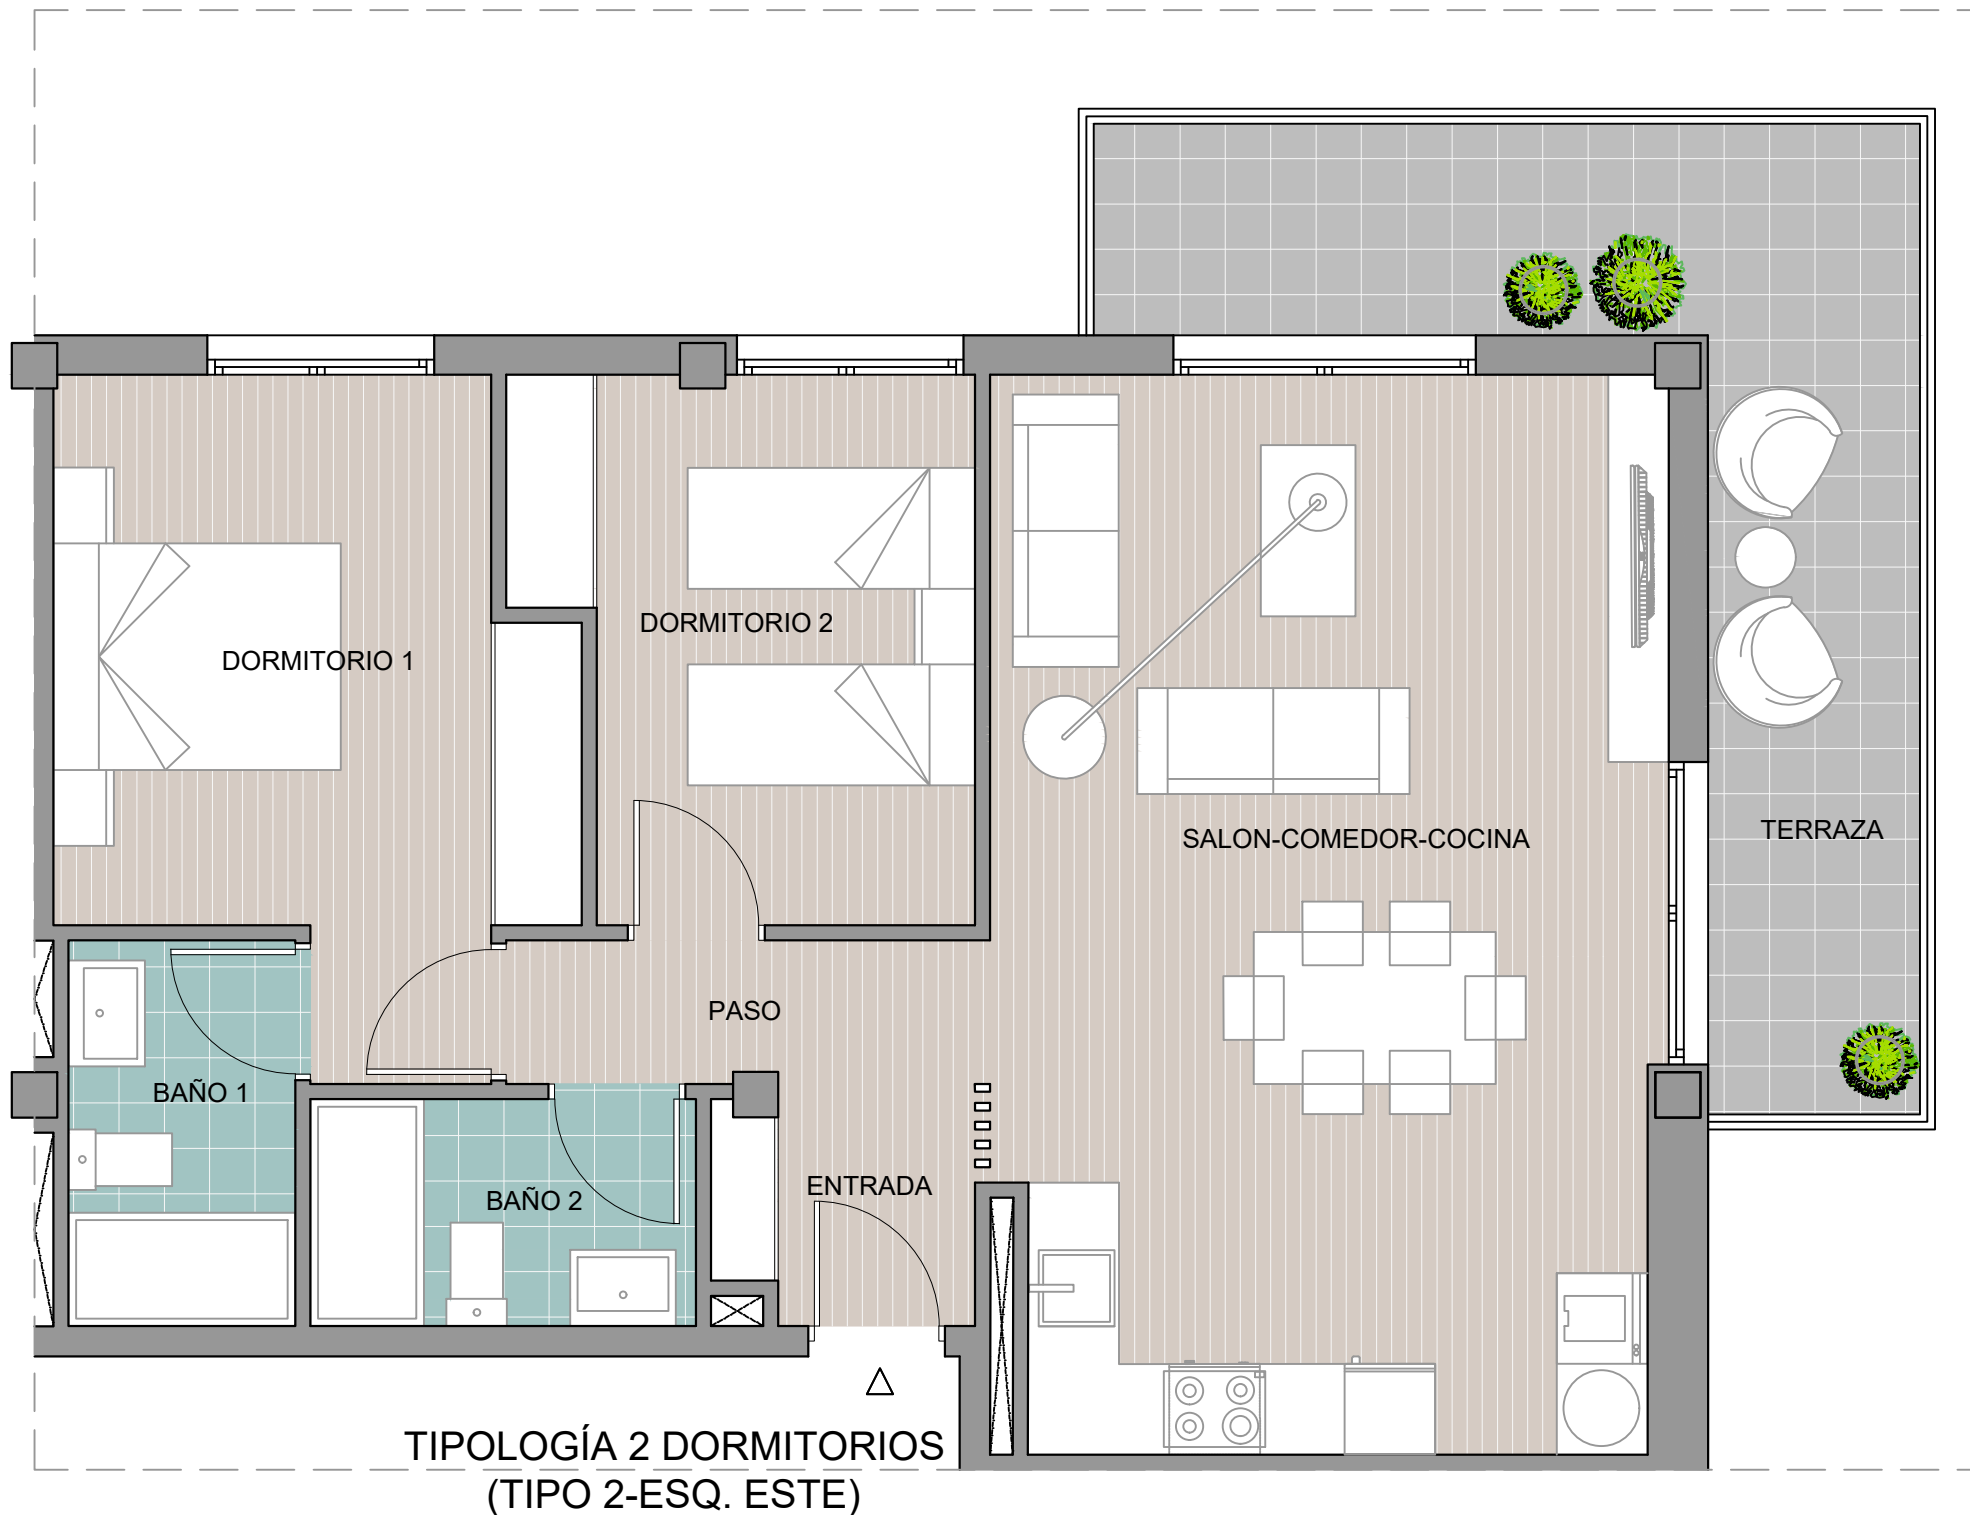 DORMITORIO 2
DORMITORIO 1
SALON-COMEDOR-COCINA
TERRAZA
PASO
BAÑO 1
ENTRADA
BAÑO 2
TIPOLOGÍA 2 DORMITORIOS
(TIPO 2-ESQ. ESTE)